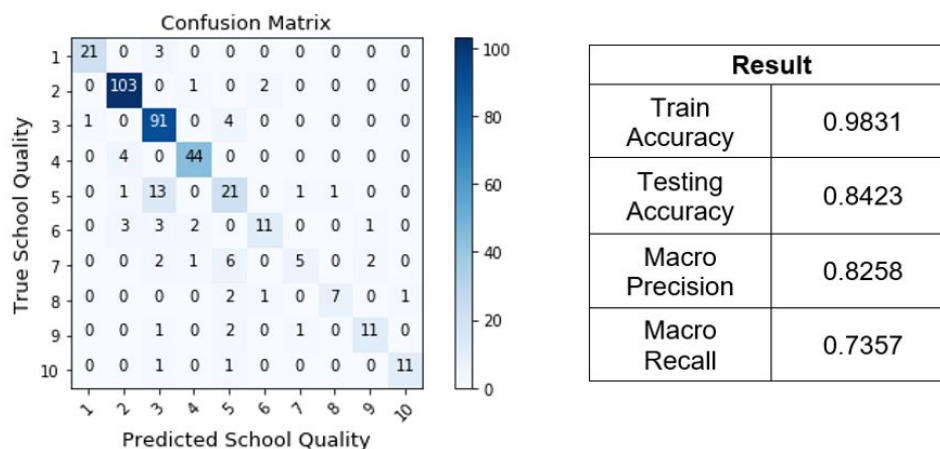 Confusion Matrix
True School Quality
1 21 0 3 0 0 0 0 0 0 0
2 0 103 0 1 0 2 0 0 0 0
3 1 0 91 0 4 0 0 0 0 0
4 0 4 0 44 0 0 0 0 0 0
5 0 1 13 0 21 0 1 1 0 0
6 0 3 3 2 0 11 0 0 1 0
7 0 0 2 1 6 0 5 0 2 0
8 0 0 0 0 2 1 0 7 0 1
9 0 0 1 0 2 0 1 0 11 0
10 0 0 1 0 1 0 0 0 0 11
1 2 3 4 5 6 7 8 9 10
Predicted School Quality
100
80
60
40
20
0
Result
Train
Accuracy
0.9831
Testing
Accuracy
0.8423
Macro
Precision
0.8258
Macro
Recall
0.7357